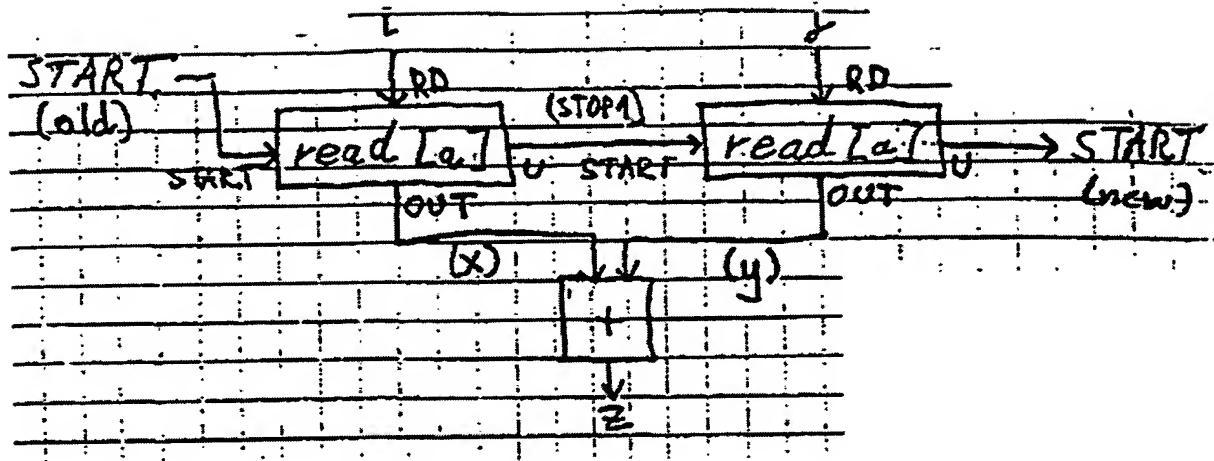 i j
START RD RD
(old) (STOP1)
read [a] read [a] START
START U START U
OUT OUT (new)
(x) (y)
+
z